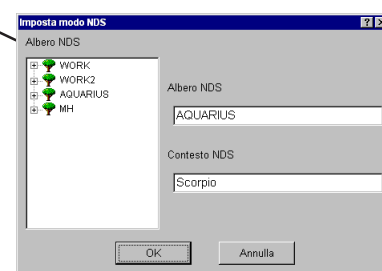 Imposta modo NDS
Albero NDS
WORK
WORK2
AQUARIUS
MH
Albero NDS
AQUARIUS
Contesto NDS
Scorpio
OK
Annulla